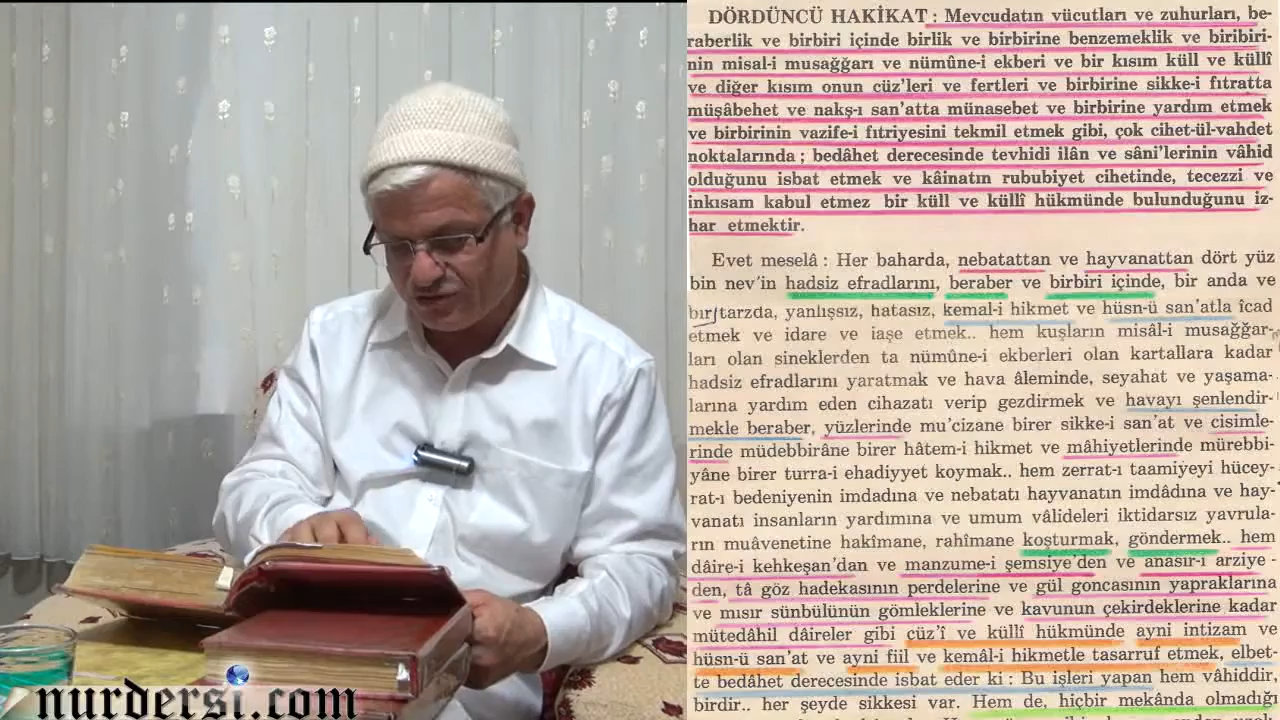 DÖRDÜNCÜ HAKİKAT : Mevcudatın vücutları ve zuhurları, be-
raberlik ve birbiri içinde birlik ve birbirine benzemeklik ve biribiri-
nin misal-i musağğarı ve nümûne-i ekberi ve bir kısım küll ve küllî
ve diğer kısım onun cüz'leri ve fertleri ve birbirine sikke-i fıtratta
müşâbehet ve nakş-ı san'atta münasebet ve birbirine yardım etmek
ve birbirinin vazife-i fıtriyesini tekmil etmek gibi, çok cihet-ül-vahdet
noktalarında ; bedâhet derecesinde tevhidi ilân ve sâni'lerinin vâhid
olduğunu isbat etmek ve kâinatın rububiyet cihetinde, tecezzi ve
inkısam kabul etmez bir küll ve küllî hükmünde bulunduğunu iz-
har etmektir.
Evet meselâ : Her baharda, nebatattan ve hayvanattan dört yüz
bin nev'in hadsiz efradlarını, beraber ve birbiri içinde, bir anda ve
bir tarzda, yanlışsız, hatasız, kemal-i hikmet ve hüsn-ü san'atla îcad
etmek ve idare ve iaşe etmek.. hem kuşların misâl-i musağğar-
ları olan sineklerden ta nümûne-i ekberleri olan kartallara kadar
hadsiz efradlarını yaratmak ve hava âleminde, seyahat ve yaşama-
larına yardım eden cihazatı verip gezdirmek ve havayı şenlendir-
mekle beraber, yüzlerinde mu'cizane birer sikke-i san'at ve cisimle-
rinde müdebbirâne birer hâtem-i hikmet ve mâhiyetlerinde mürebbi-
yâne birer turra-i ehadiyyet koymak.. hem zerrat-ı taamiyeyi hücey-
rat-ı bedeniyenin imdadına ve nebatatı hayvanatın imdâdına ve hay-
vanatı insanların yardımına ve umum vâlideleri iktidarsız yavrula-
rın muâvenetine hakîmane, rahîmane koşturmak, göndermek.. hem
dâire-i kehkeşan'dan ve manzume-i şemsiye'den ve anasır-ı arziye -
den, tâ göz hadekasının perdelerine ve gül goncasının yapraklarına
ve mısır sünbülünün gömleklerine ve kavunun çekirdeklerine kadar
mütedâhil dâireler gibi cüz'î ve küllî hükmünde ayni intizam ve
hüsn-ü san'at ve ayni fiil ve kemâl-i hikmetle tasarruf etmek, elbet-
te bedâhet derecesinde isbat eder ki : Bu işleri yapan hem vâhiddir,
birdir.. her şeyde sikkesi var. Hem de, hiçbir mekânda olmadığı
nurdersi.com